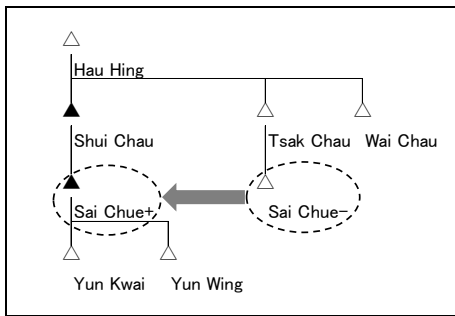 Hau Hing
Shui Chau Tsak Chau Wai Chau
Sai Chue+ Sai Chue−
Yun Kwai Yun Wing